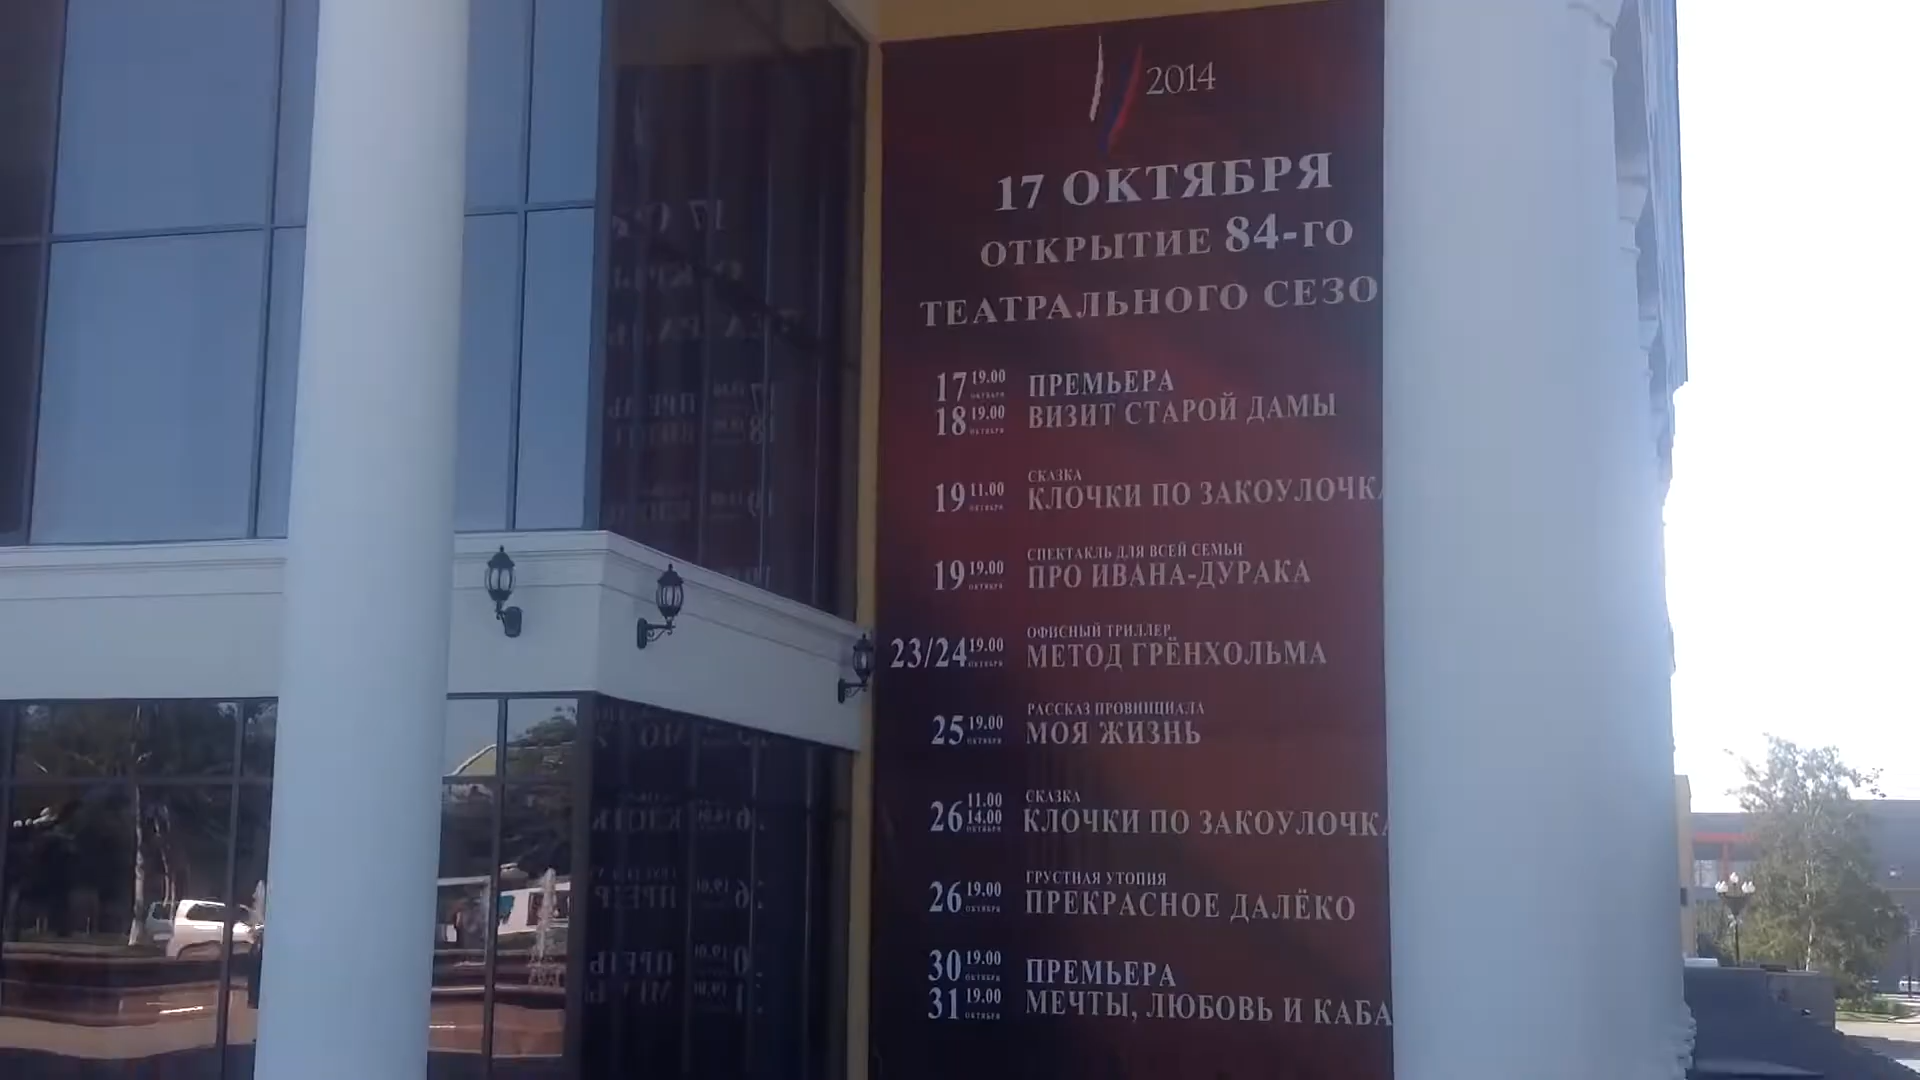 2014
17 ОКТЯБРЯ
ОТКРЫТИЕ 84-ГО
ТЕАТРАЛЬНОГО СЕЗО
17 19.00 ОКТЯБРЯ ПРЕМЬЕРА
18 19.00 ОКТЯБРЯ ВИЗИТ СТАРОЙ ДАМЫ
СКАЗКА
19 11.00 ОКТЯБРЯ КЛОЧКИ ПО ЗАКОУЛОЧКА
СПЕКТАКЛЬ ДЛЯ ВСЕЙ СЕМЬИ
19 19.00 ОКТЯБРЯ ПРО ИВАНА-ДУРАКА
ОФИСНЫЙ ТРИЛЛЕР
23/24 19.00 ОКТЯБРЯ МЕТОД ГРЁНХОЛЬМА
РАССКАЗ ПРОВИНЦИАЛА
25 19.00 ОКТЯБРЯ МОЯ ЖИЗНЬ
СКАЗКА
26 11.00 14.00 ОКТЯБРЯ КЛОЧКИ ПО ЗАКОУЛОЧКА
ГРУСТНАЯ УТОПИЯ
26 19.00 ОКТЯБРЯ ПРЕКРАСНОЕ ДАЛЁКО
30 19.00 ОКТЯБРЯ ПРЕМЬЕРА
31 19.00 ОКТЯБРЯ МЕЧТЫ, ЛЮБОВЬ И КАБА